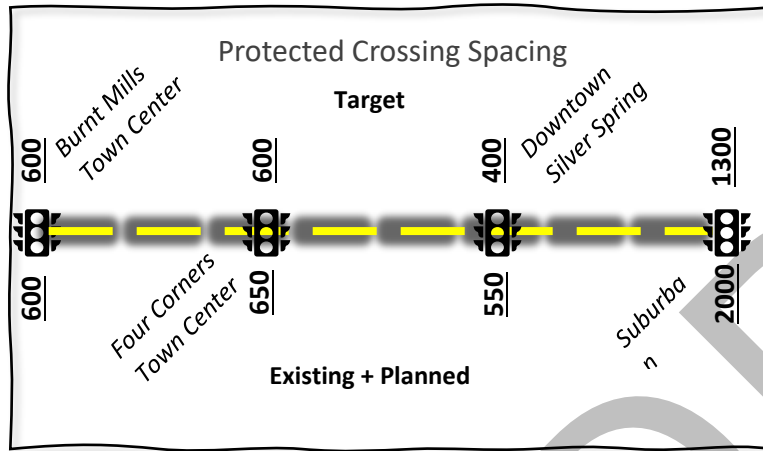 Protected Crossing Spacing
Target
600
Burnt Mills
Town Center
600
400
Downtown
Silver Spring
1300
600
Four Corners
Town Center
650
550
Suburba
n
2000
Existing + Planned